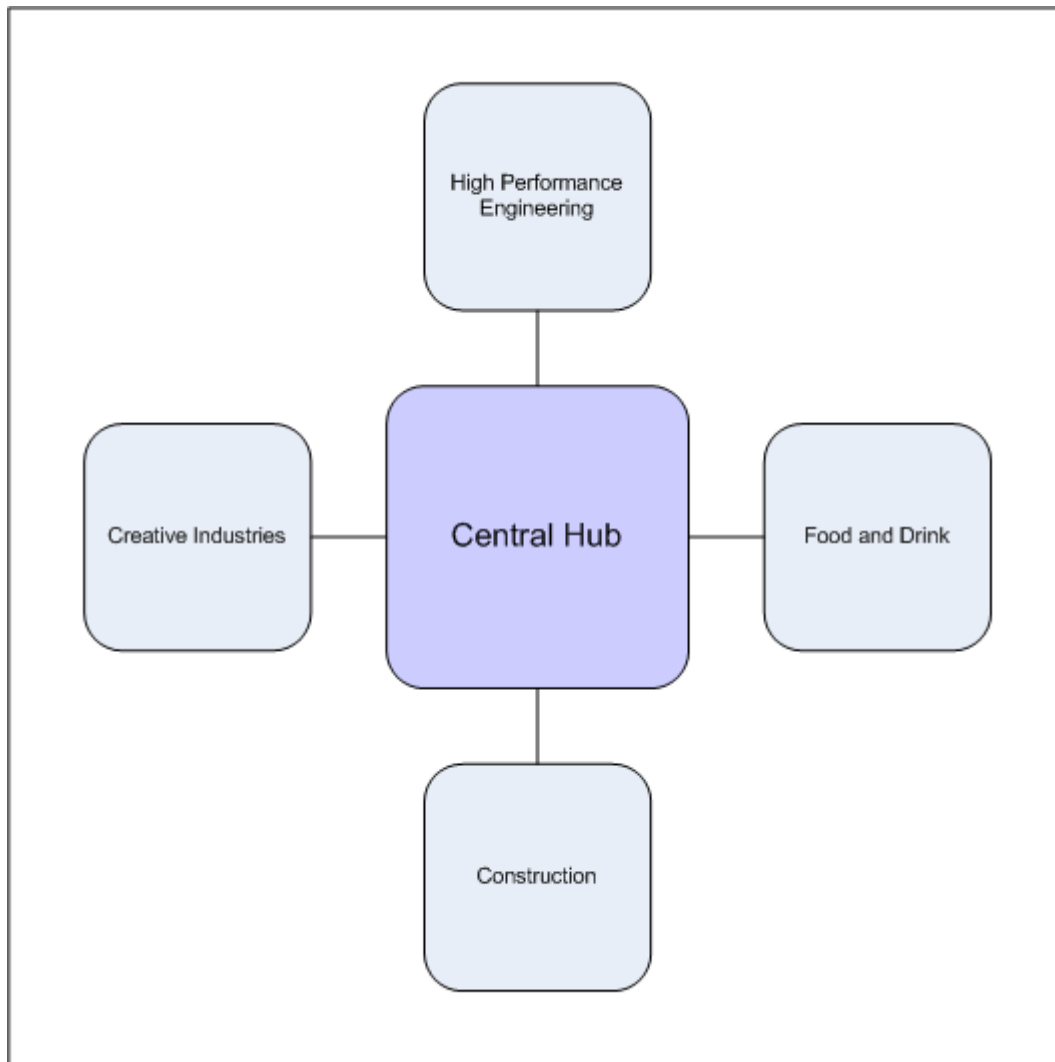 High Performance
Engineering
Creative Industries
Central Hub
Food and Drink
Construction